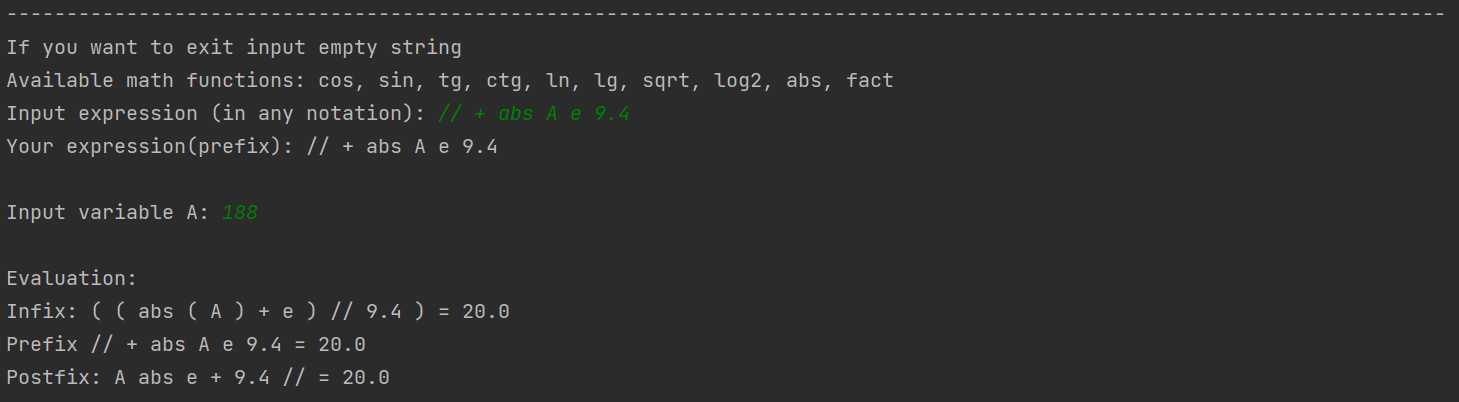 ------------------------------------------------------------------------------------------------------------------------
If you want to exit input empty string
Available math functions: cos, sin, tg, ctg, ln, lg, sqrt, log2, abs, fact
Input expression (in any notation): // + abs A e 9.4
Your expression(prefix): // + abs A e 9.4
Input variable A: 188
Evaluation:
Infix: ( ( abs ( A ) + e ) // 9.4 ) = 20.0
Prefix // + abs A e 9.4 = 20.0
Postfix: A abs e + 9.4 // = 20.0